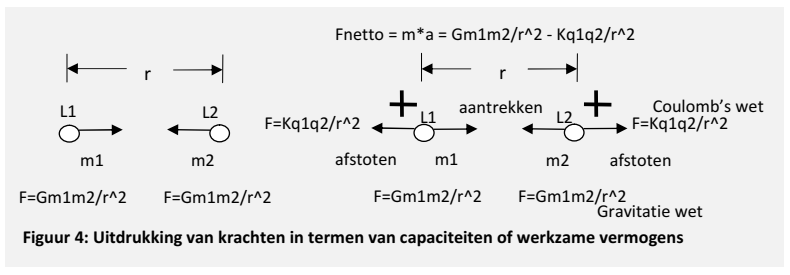 Fnetto = m*a = Gm1m2/r^2 - Kq1q2/r^2
r
r
L1
L2
F=Kq1q2/r^2
+
L1
aantrekken
L2
+
Coulomb's wet
F=Kq1q2/r^2
m1
m2
afstoten
m1
m2
afstoten
F=Gm1m2/r^2
F=Gm1m2/r^2
F=Gm1m2/r^2
F=Gm1m2/r^2
Gravitatie wet
Figuur 4: Uitdrukking van krachten in termen van capaciteiten of werkzame vermogens